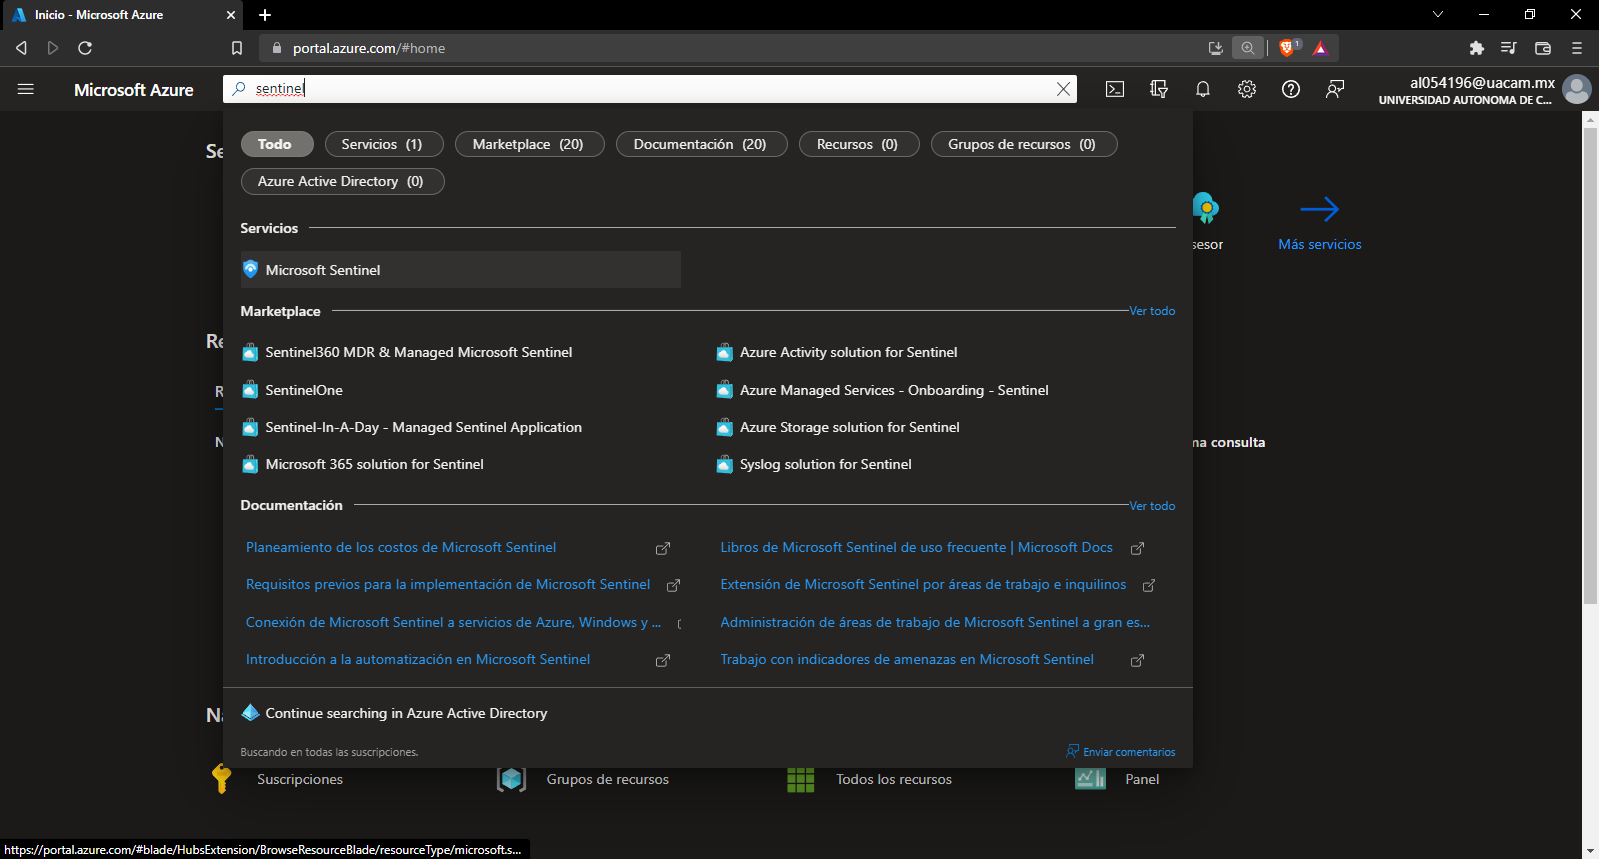 Inicio - Microsoft Azure
portal.azure.com/#home
1
Microsoft Azure
sentinel
al054196@uacam.mx
UNIVERSIDAD AUTONOMA DE C...
Se
Todo
Servicios (1)
Marketplace (20)
Documentación (20)
Recursos (0)
Grupos de recursos (0)
Azure Active Directory (0)
Servicios
Microsoft Sentinel
sesor
Más servicios
Marketplace
Ver todo
Re
Sentinel360 MDR & Managed Microsoft Sentinel
Azure Activity solution for Sentinel
R
SentinelOne
Azure Managed Services - Onboarding - Sentinel
Sentinel-In-A-Day - Managed Sentinel Application
Azure Storage solution for Sentinel
N
na consulta
Microsoft 365 solution for Sentinel
Syslog solution for Sentinel
Documentación
Ver todo
Planeamiento de los costos de Microsoft Sentinel
Libros de Microsoft Sentinel de uso frecuente | Microsoft Docs
Requisitos previos para la implementación de Microsoft Sentinel
Extensión de Microsoft Sentinel por áreas de trabajo e inquilinos
Conexión de Microsoft Sentinel a servicios de Azure, Windows y ...
Administración de áreas de trabajo de Microsoft Sentinel a gran es...
Introducción a la automatización en Microsoft Sentinel
Trabajo con indicadores de amenazas en Microsoft Sentinel
Na
Continue searching in Azure Active Directory
Buscando en todas las suscripciones.
Enviar comentarios
Suscripciones
Grupos de recursos
Todos los recursos
Panel
https://portal.azure.com/#blade/HubsExtension/BrowseResourceBlade/resourceType/microsoft.s...